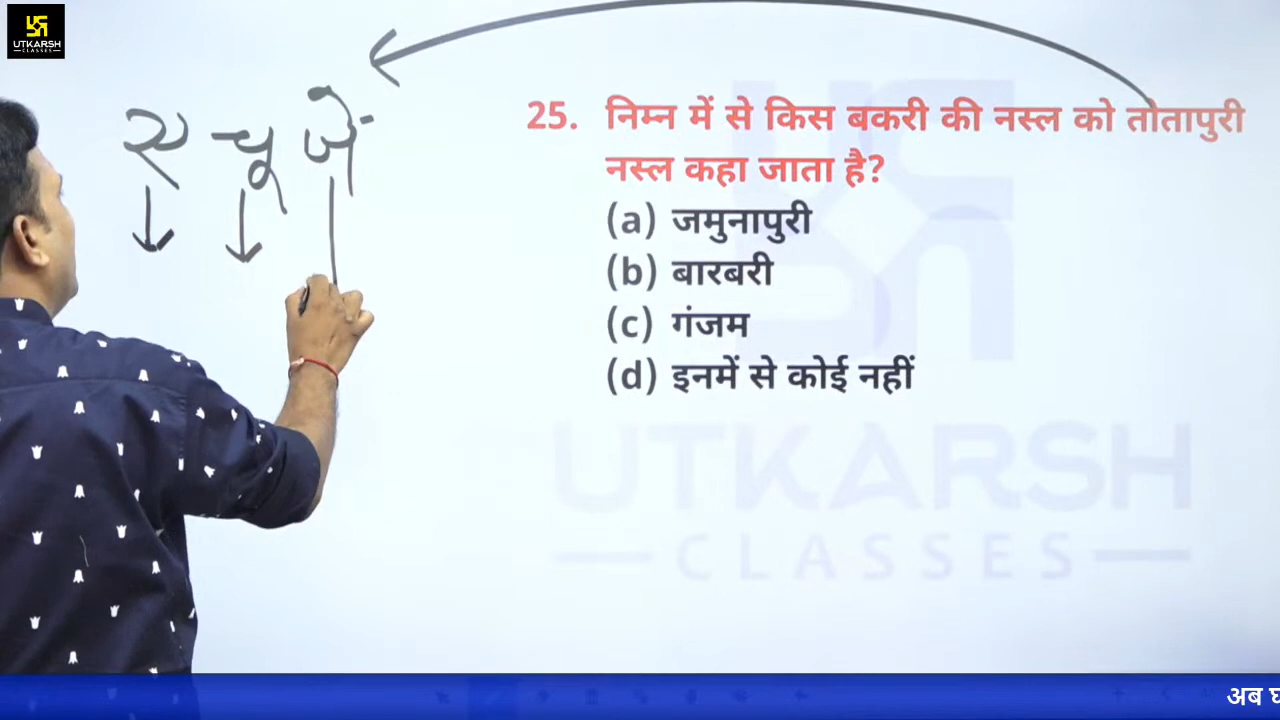 UTKARSH
CLASSES
25. निम्न में से किस बकरी की नस्ल को तोतापुरी
नस्ल कहा जाता है?
(a) जमुनापुरी
(b) बारबरी
(c) गंजम
(d) इनमें से कोई नहीं
UTKARSH
CLASSES
अब